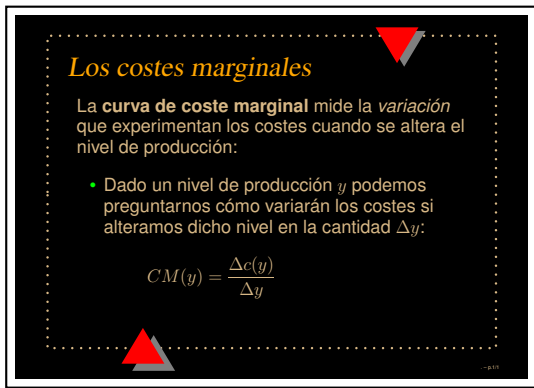 Los costes marginales
La curva de coste marginal mide la variación
que experimentan los costes cuando se altera el
nivel de producción:
• Dado un nivel de producción y podemos
preguntarnos cómo variarán los costes si
alteramos dicho nivel en la cantidad Δy:
CM(y) = Δc(y) / Δy
– p.1/1